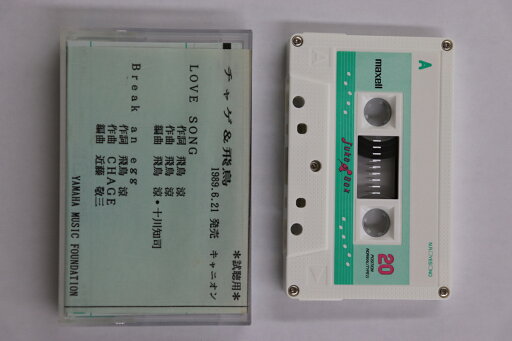 チャゲ&飛鳥
1989.6.21 発売 キャニオン
*試聴用*
LOVE SONG
作詞 飛鳥 涼
作曲 飛鳥 涼
編曲 飛鳥 涼・十川知司
Break an egg
作詞 飛鳥 涼
作曲 CHAGE
編曲 近藤 敬三
YAMAHA MUSIC FOUNDATION
A
maxell
Juke Box
20
POSITION
NORMAL(TYPE I)